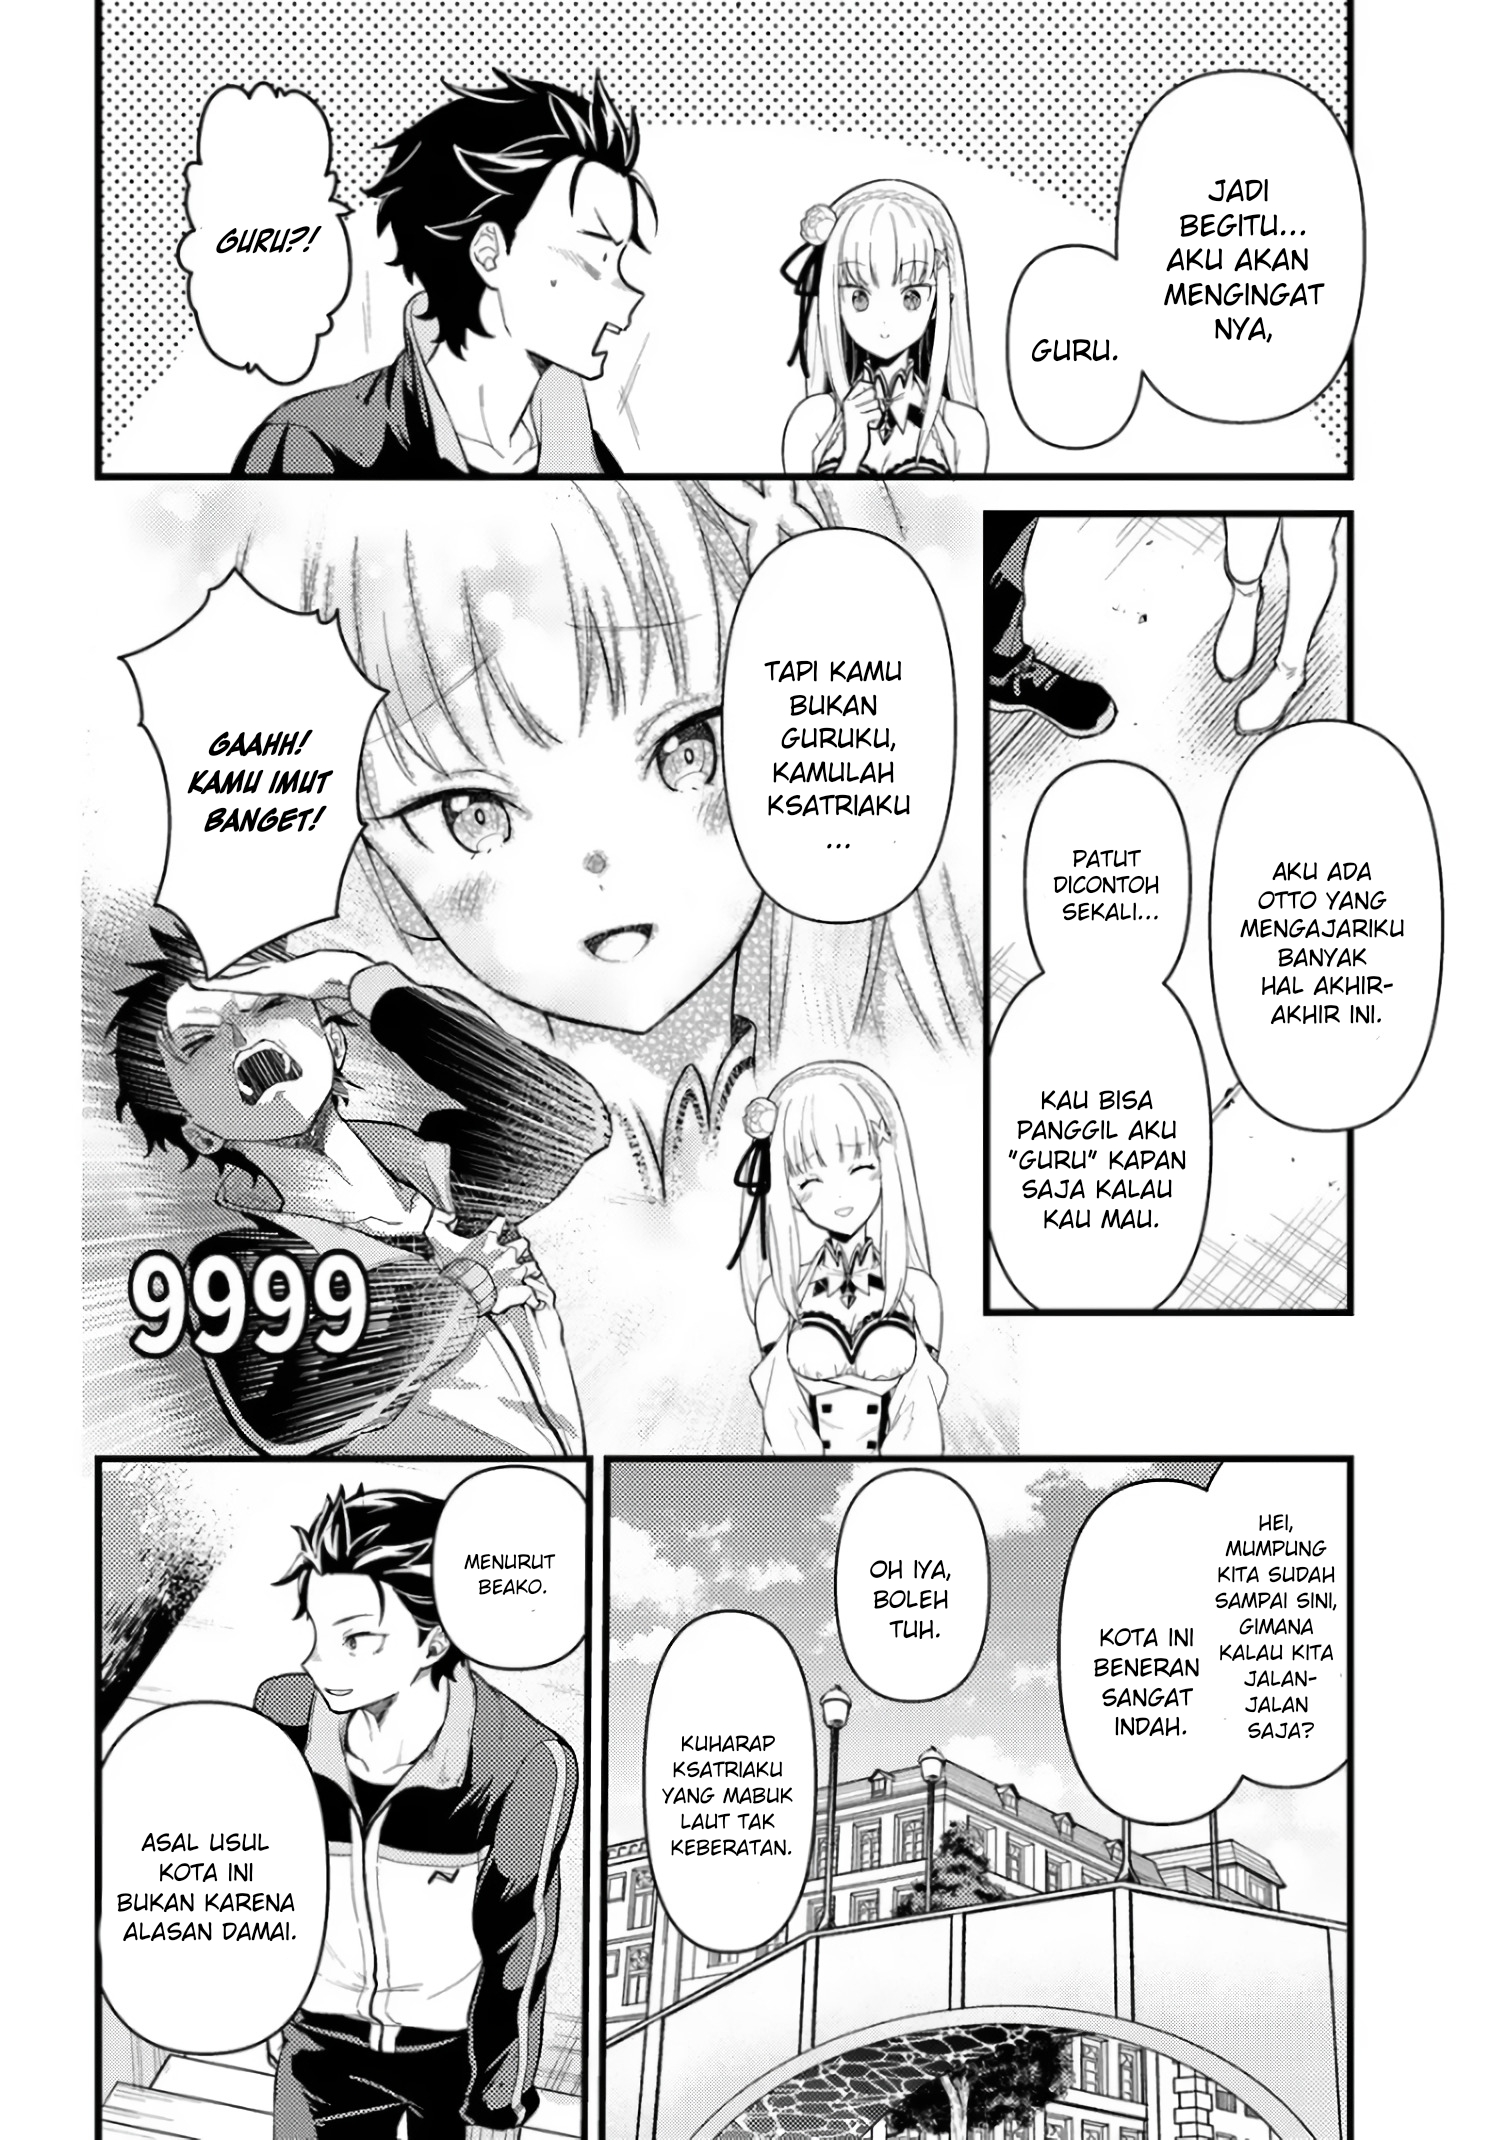 JADI
BEGITU...
AKU AKAN
MENGINGAT
NYA,
GURU.
GURU?!
AKU ADA
OTTO YANG
MENGAJARIKU
BANYAK
HAL AKHIR-
AKHIR INI.
PATUT
DICONTOH
SEKALI...
KAU BISA
PANGGIL AKU
"GURU" KAPAN
SAJA KALAU
KAU MAU.
TAPI KAMU
BUKAN
GURUKU,
KAMULAH
KSATRIAKU
...
GAAHH!
KAMU IMUT
BANGET!
9999
HEI,
MUMPUNG
KITA SUDAH
SAMPAI SINI,
GIMANA
KALAU KITA
JALAN-
JALAN
SAJA?
KOTA INI
BENERAN
SANGAT
INDAH.
OH IYA,
BOLEH
TUH.
KUHARAP
KSATRIAKU
YANG MABUK
LAUT TAK
KEBERATAN.
MENURUT
BEAKO.
ASAL USUL
KOTA INI
BUKAN KARENA
ALASAN DAMAI.